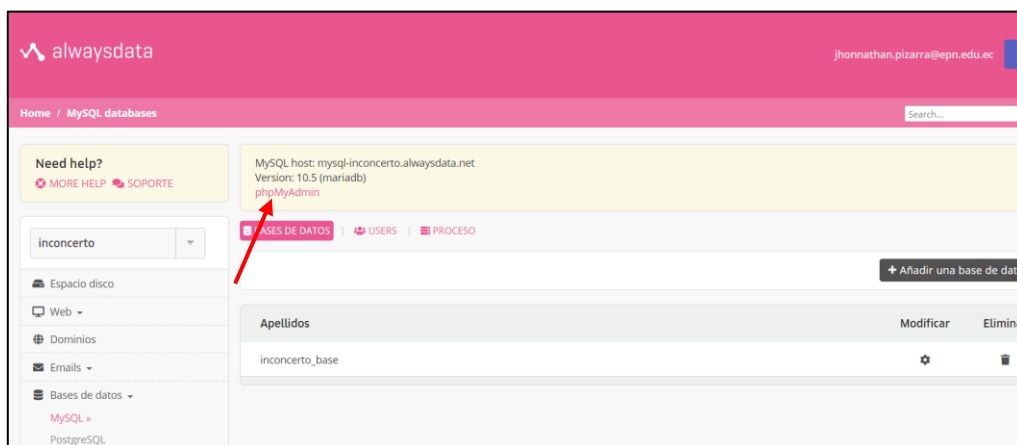 alwaysdata
jhonnathan.pizarra@epn.edu.ec
Home / MySQL databases
Search...
Need help?
MORE HELP SOPORTE
MySQL host: mysql-inconcerto.alwaysdata.net
Version: 10.5 (mariadb)
phpMyAdmin
BASES DE DATOS | USERS | PROCESO
inconcerto
+ Añadir una base de dat
Espacio disco
Web
Dominios
Emails
Bases de datos
MySQL »
PostgreSQL
Apellidos Modificar Elimina
inconcerto_base